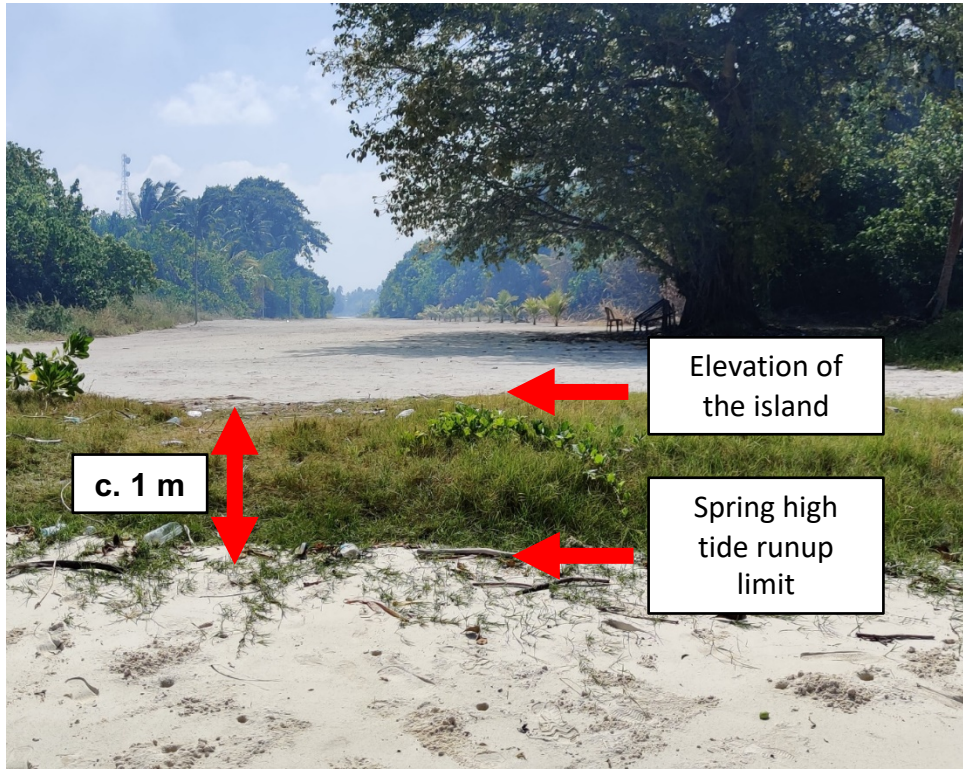 Elevation of
the island
c. 1 m
Spring high
tide runup
limit